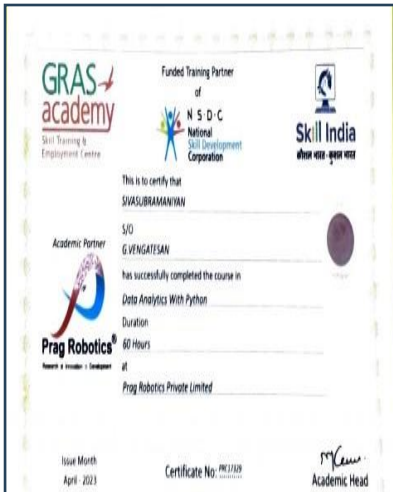 GRAS
academy
Skill Training &
Employment Centre
Funded Training Partner
of
N·S·D·C
National
Skill Development
Corporation
Skill India
कौशल भारत - कुशल भारत
This is to certify that
SIVASUBRAMANIYAN
S/O
G.VENGATESAN
Academic Partner
Prag Robotics®
Research • Innovation • Development
has successfully completed the course in
Data Analytics With Python
Duration
60 Hours
at
Prag Robotics Private Limited
Issue Month
April - 2023
Certificate No:
Academic Head